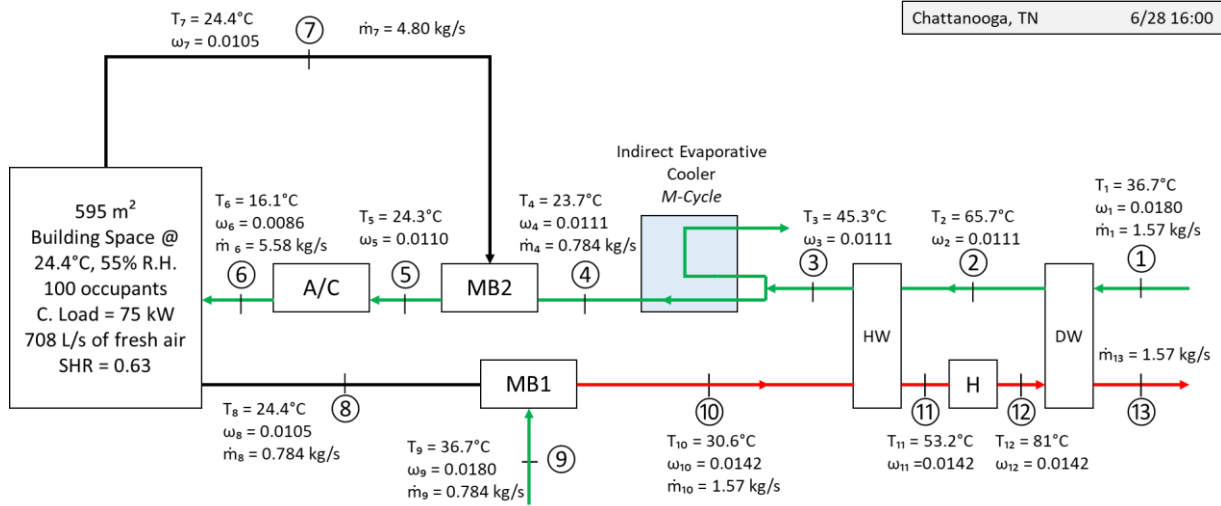 Chattanooga, TN 6/28 16:00
T₇ = 24.4°C
ω₇ = 0.0105
⑦
ṁ₇ = 4.80 kg/s
Indirect Evaporative
Cooler
M-Cycle
595 m²
Building Space @
24.4°C, 55% R.H.
100 occupants
C. Load = 75 kW
708 L/s of fresh air
SHR = 0.63
T₆ = 16.1°C
ω₆ = 0.0086
ṁ ₆ = 5.58 kg/s
⑥
A/C
T₅ = 24.3°C
ω₅ = 0.0110
⑤
MB2
T₄ = 23.7°C
ω₄ = 0.0111
ṁ₄ = 0.784 kg/s
④
T₃ = 45.3°C
ω₃ = 0.0111
③
HW
T₂ = 65.7°C
ω₂ = 0.0111
②
DW
T₁ = 36.7°C
ω₁ = 0.0180
ṁ₁ = 1.57 kg/s
①
T₈ = 24.4°C
ω₈ = 0.0105
ṁ₈ = 0.784 kg/s
⑧
MB1
T₉ = 36.7°C
ω₉ = 0.0180
ṁ₉ = 0.784 kg/s
⑨
⑩
T₁₀ = 30.6°C
ω₁₀ = 0.0142
ṁ₁₀ = 1.57 kg/s
⑪
T₁₁ = 53.2°C
ω₁₁ =0.0142
H
⑫
T₁₂ = 81°C
ω₁₂ = 0.0142
ṁ₁₃ = 1.57 kg/s
⑬